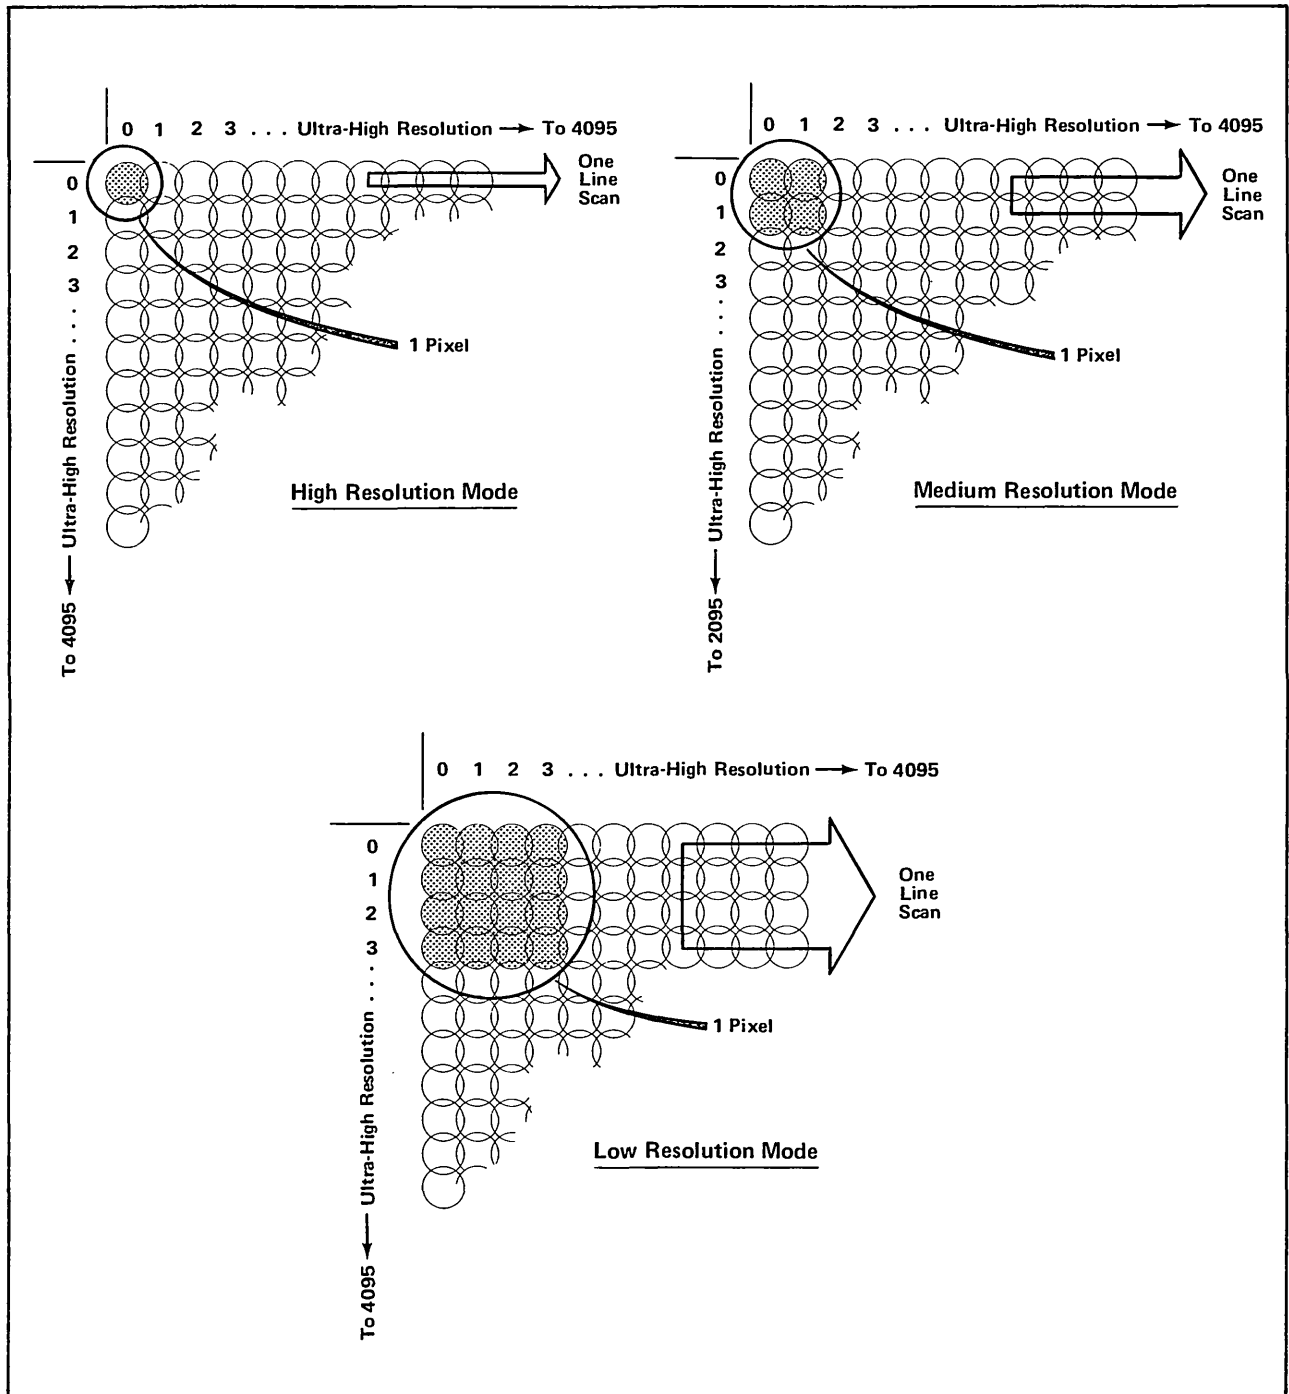 0 1 2 3 . . . Ultra-High Resolution → To 4095
0
1
2
3
. . .
Ultra-High Resolution
To 4095 ←
One
Line
Scan
1 Pixel
High Resolution Mode
0 1 2 3 . . . Ultra-High Resolution → To 4095
0
1
2
3
. . .
Ultra-High Resolution
To 2095 ←
One
Line
Scan
1 Pixel
Medium Resolution Mode
0 1 2 3 . . . Ultra-High Resolution → To 4095
0
1
2
3
. . .
Ultra-High Resolution
To 4095 ←
One
Line
Scan
1 Pixel
Low Resolution Mode